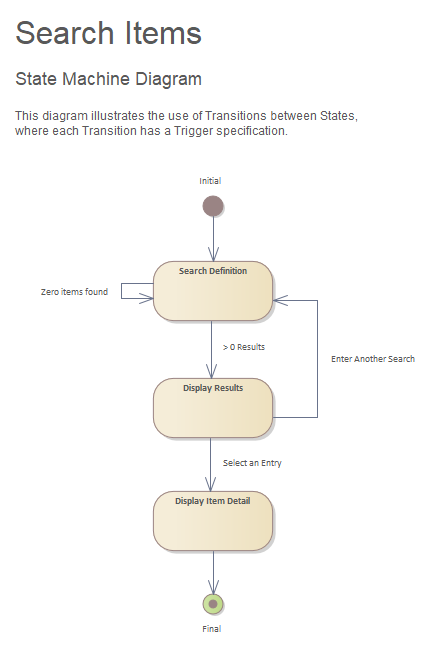 Search Items
State Machine Diagram
This diagram illustrates the use of Transitions between States,
where each Transition has a Trigger specification.
Initial
Search Definition
Zero items found
> 0 Results
Enter Another Search
Display Results
Select an Entry
Display Item Detail
Final